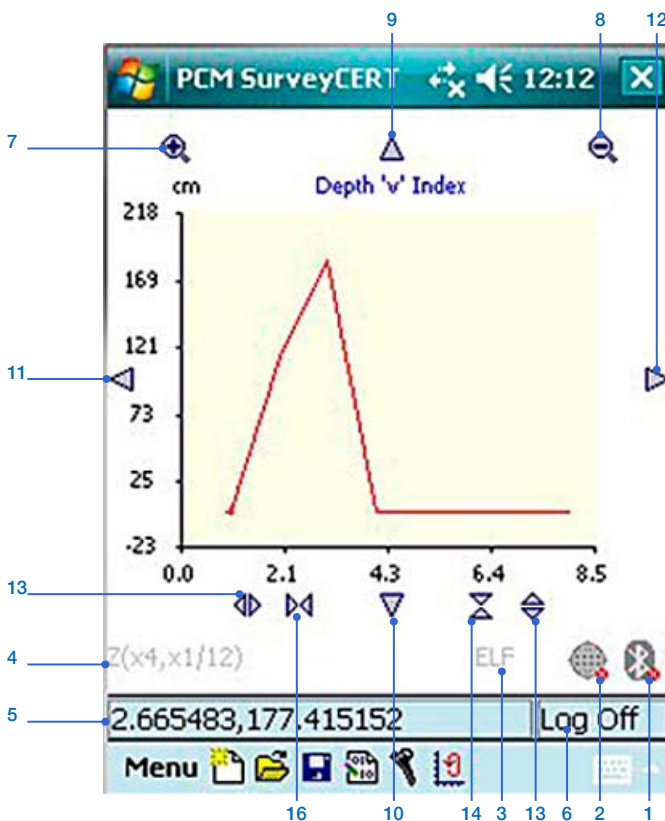 9 8 12
PCM SurveyCERT 12:12
7
cm Depth 'v' Index
218
169
121
11
73
25
-23
0.0 2.1 4.3 6.4 8.5
13
4 Z(x4,x1/12) ELF
5 2.665483,177.415152 Log Off
Menu
16 10 14 3 13 6 2 1